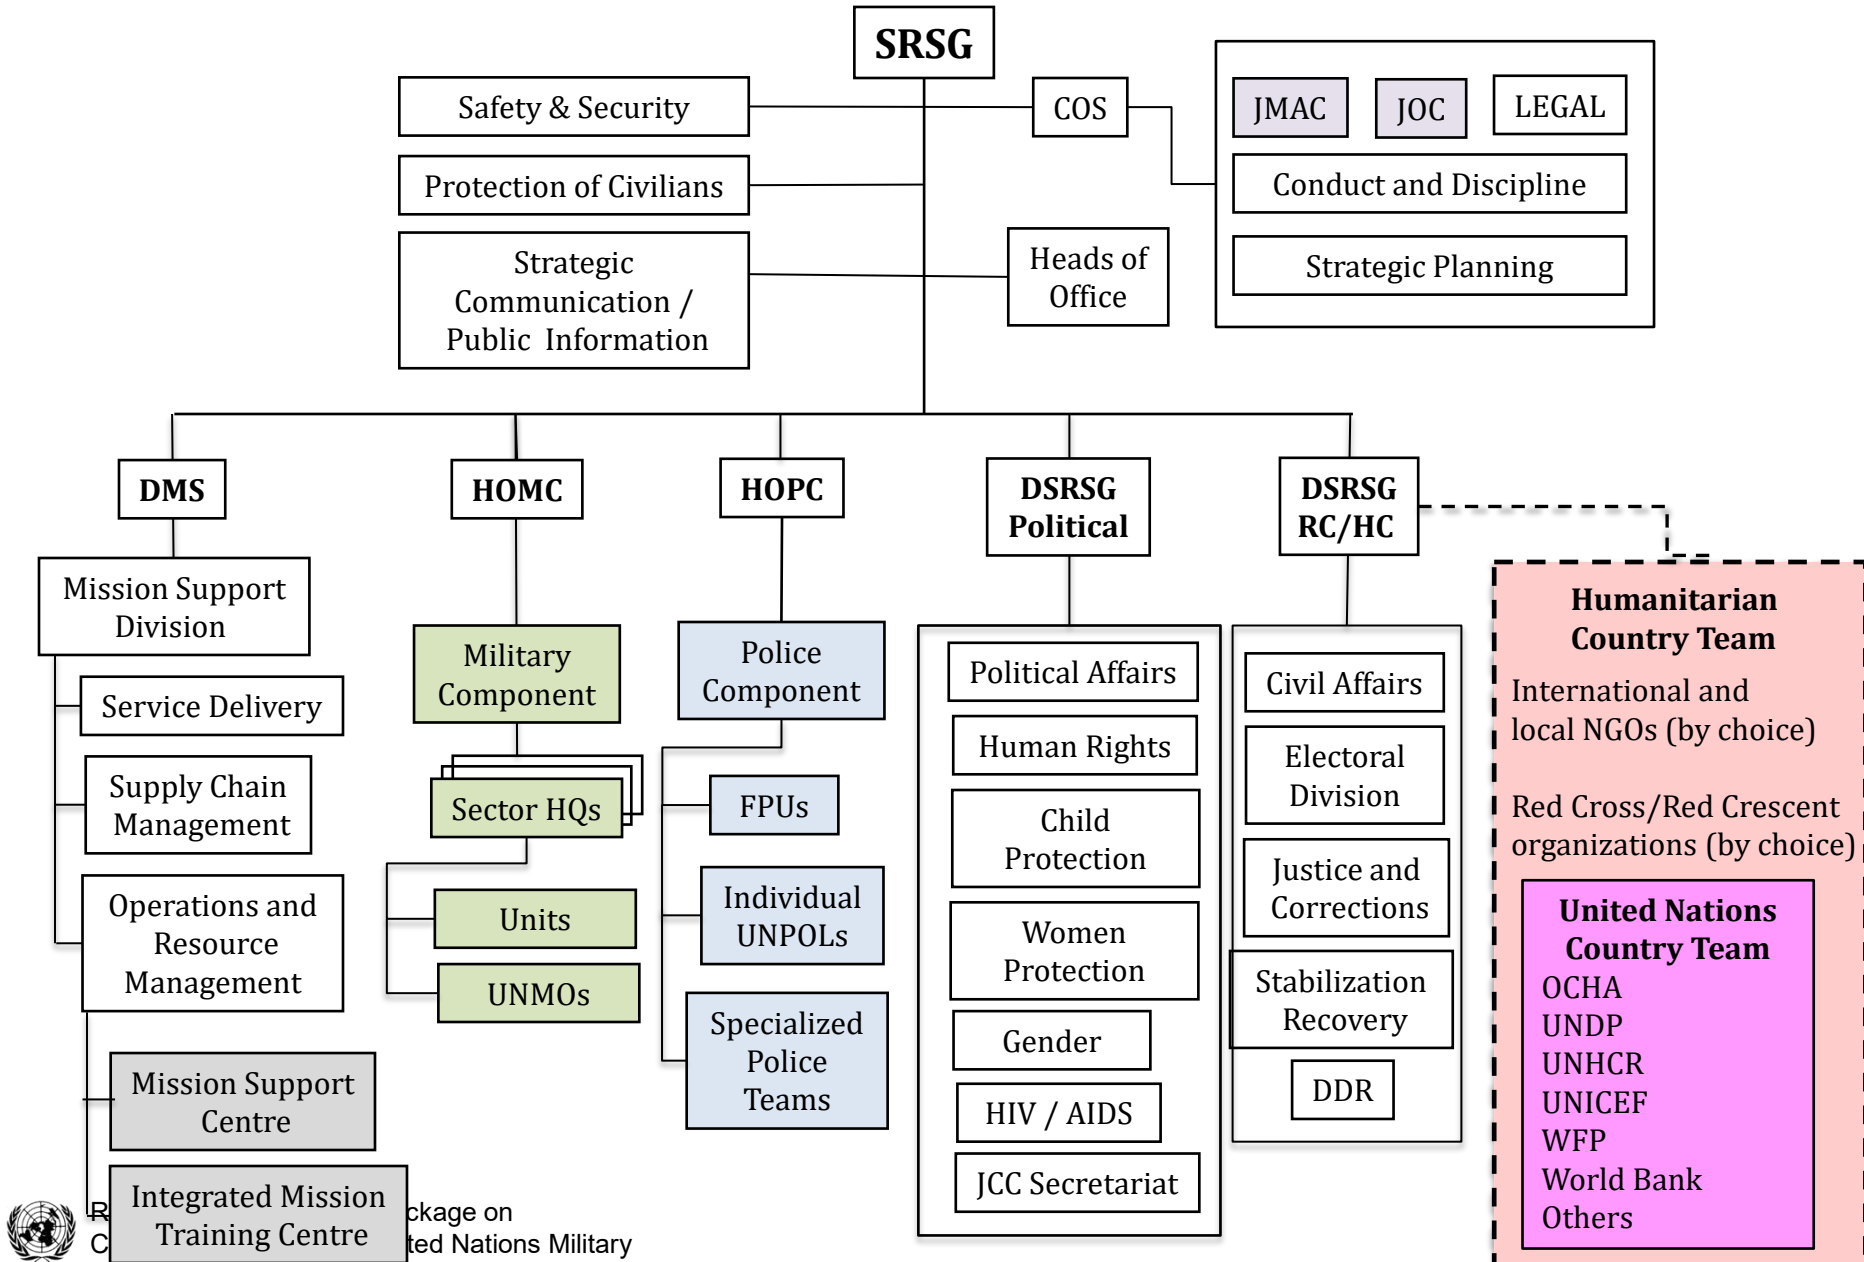 SRSG
Safety & Security
COS
JMAC
JOC
LEGAL
Protection of Civilians
Conduct and Discipline
Strategic
Communication /
Public Information
Heads of
Office
Strategic Planning
DMS
HOMC
HOPC
DSRSG
Political
DSRSG
RC/HC
Mission Support
Division
Service Delivery
Supply Chain
Management
Operations and
Resource
Management
Mission Support
Centre
Integrated Mission
Training Centre
Military
Component
Sector HQs
Units
UNMOs
Police
Component
FPUs
Individual
UNPOLs
Specialized
Police
Teams
Political Affairs
Human Rights
Child
Protection
Women
Protection
Gender
HIV / AIDS
JCC Secretariat
Civil Affairs
Electoral
Division
Justice and
Corrections
Stabilization
Recovery
DDR
Humanitarian
Country Team
International and
local NGOs (by choice)
Red Cross/Red Crescent
organizations (by choice)
United Nations
Country Team
OCHA
UNDP
UNHCR
UNICEF
WFP
World Bank
Others
on
Nations Military